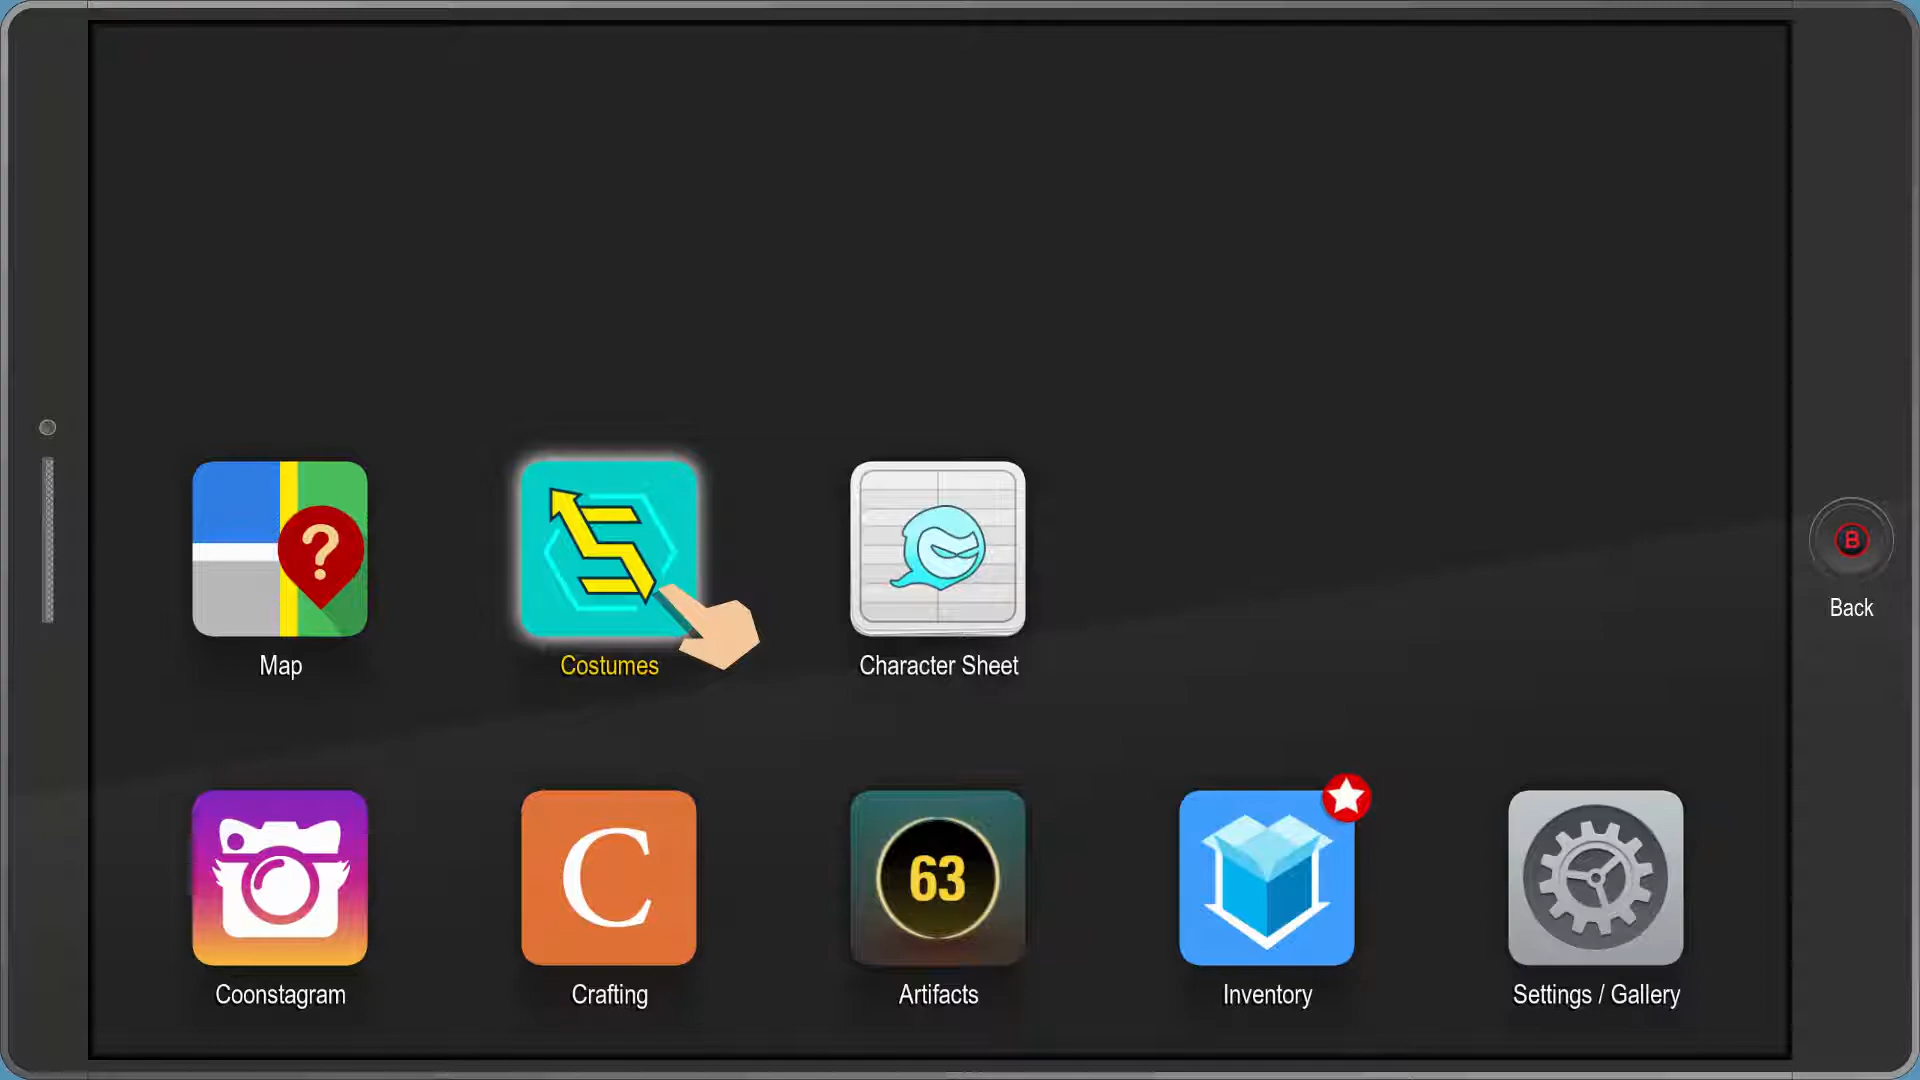 ?
B
Back
Map
Costumes
Character Sheet
C
63
Coonstagram
Crafting
Artifacts
Inventory
Settings / Gallery